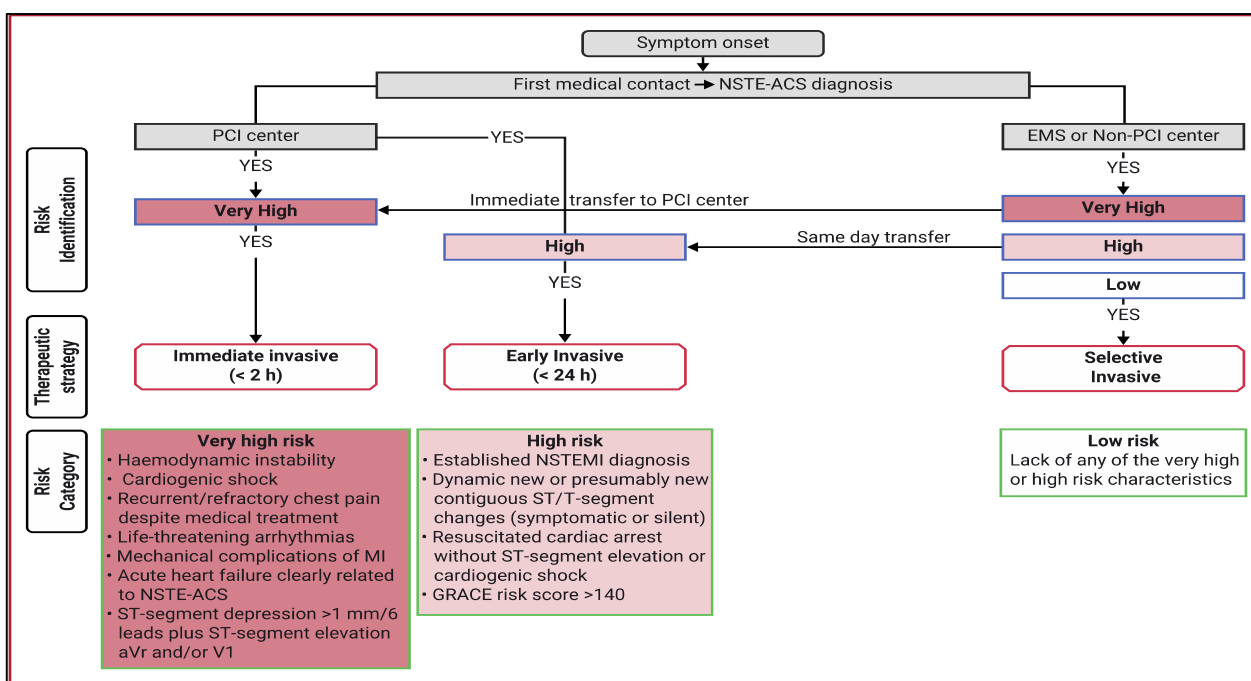 Symptom onset
First medical contact → NSTE-ACS diagnosis
PCI center
YES
EMS or Non-PCI center
YES
YES
Risk
Identification
Very High
Immediate transfer to PCI center
Very High
YES
High
Same day transfer
High
YES
Low
YES
Therapeutic
strategy
Immediate invasive
(< 2 h)
Early Invasive
(< 24 h)
Selective
Invasive
Risk
Category
Very high risk
• Haemodynamic instability
• Cardiogenic shock
• Recurrent/refractory chest pain
despite medical treatment
• Life-threatening arrhythmias
• Mechanical complications of MI
• Acute heart failure clearly related
to NSTE-ACS
• ST-segment depression >1 mm/6
leads plus ST-segment elevation
aVr and/or V1
High risk
• Established NSTEMI diagnosis
• Dynamic new or presumably new
contiguous ST/T-segment
changes (symptomatic or silent)
• Resuscitated cardiac arrest
without ST-segment elevation or
cardiogenic shock
• GRACE risk score >140
Low risk
Lack of any of the very high
or high risk characteristics